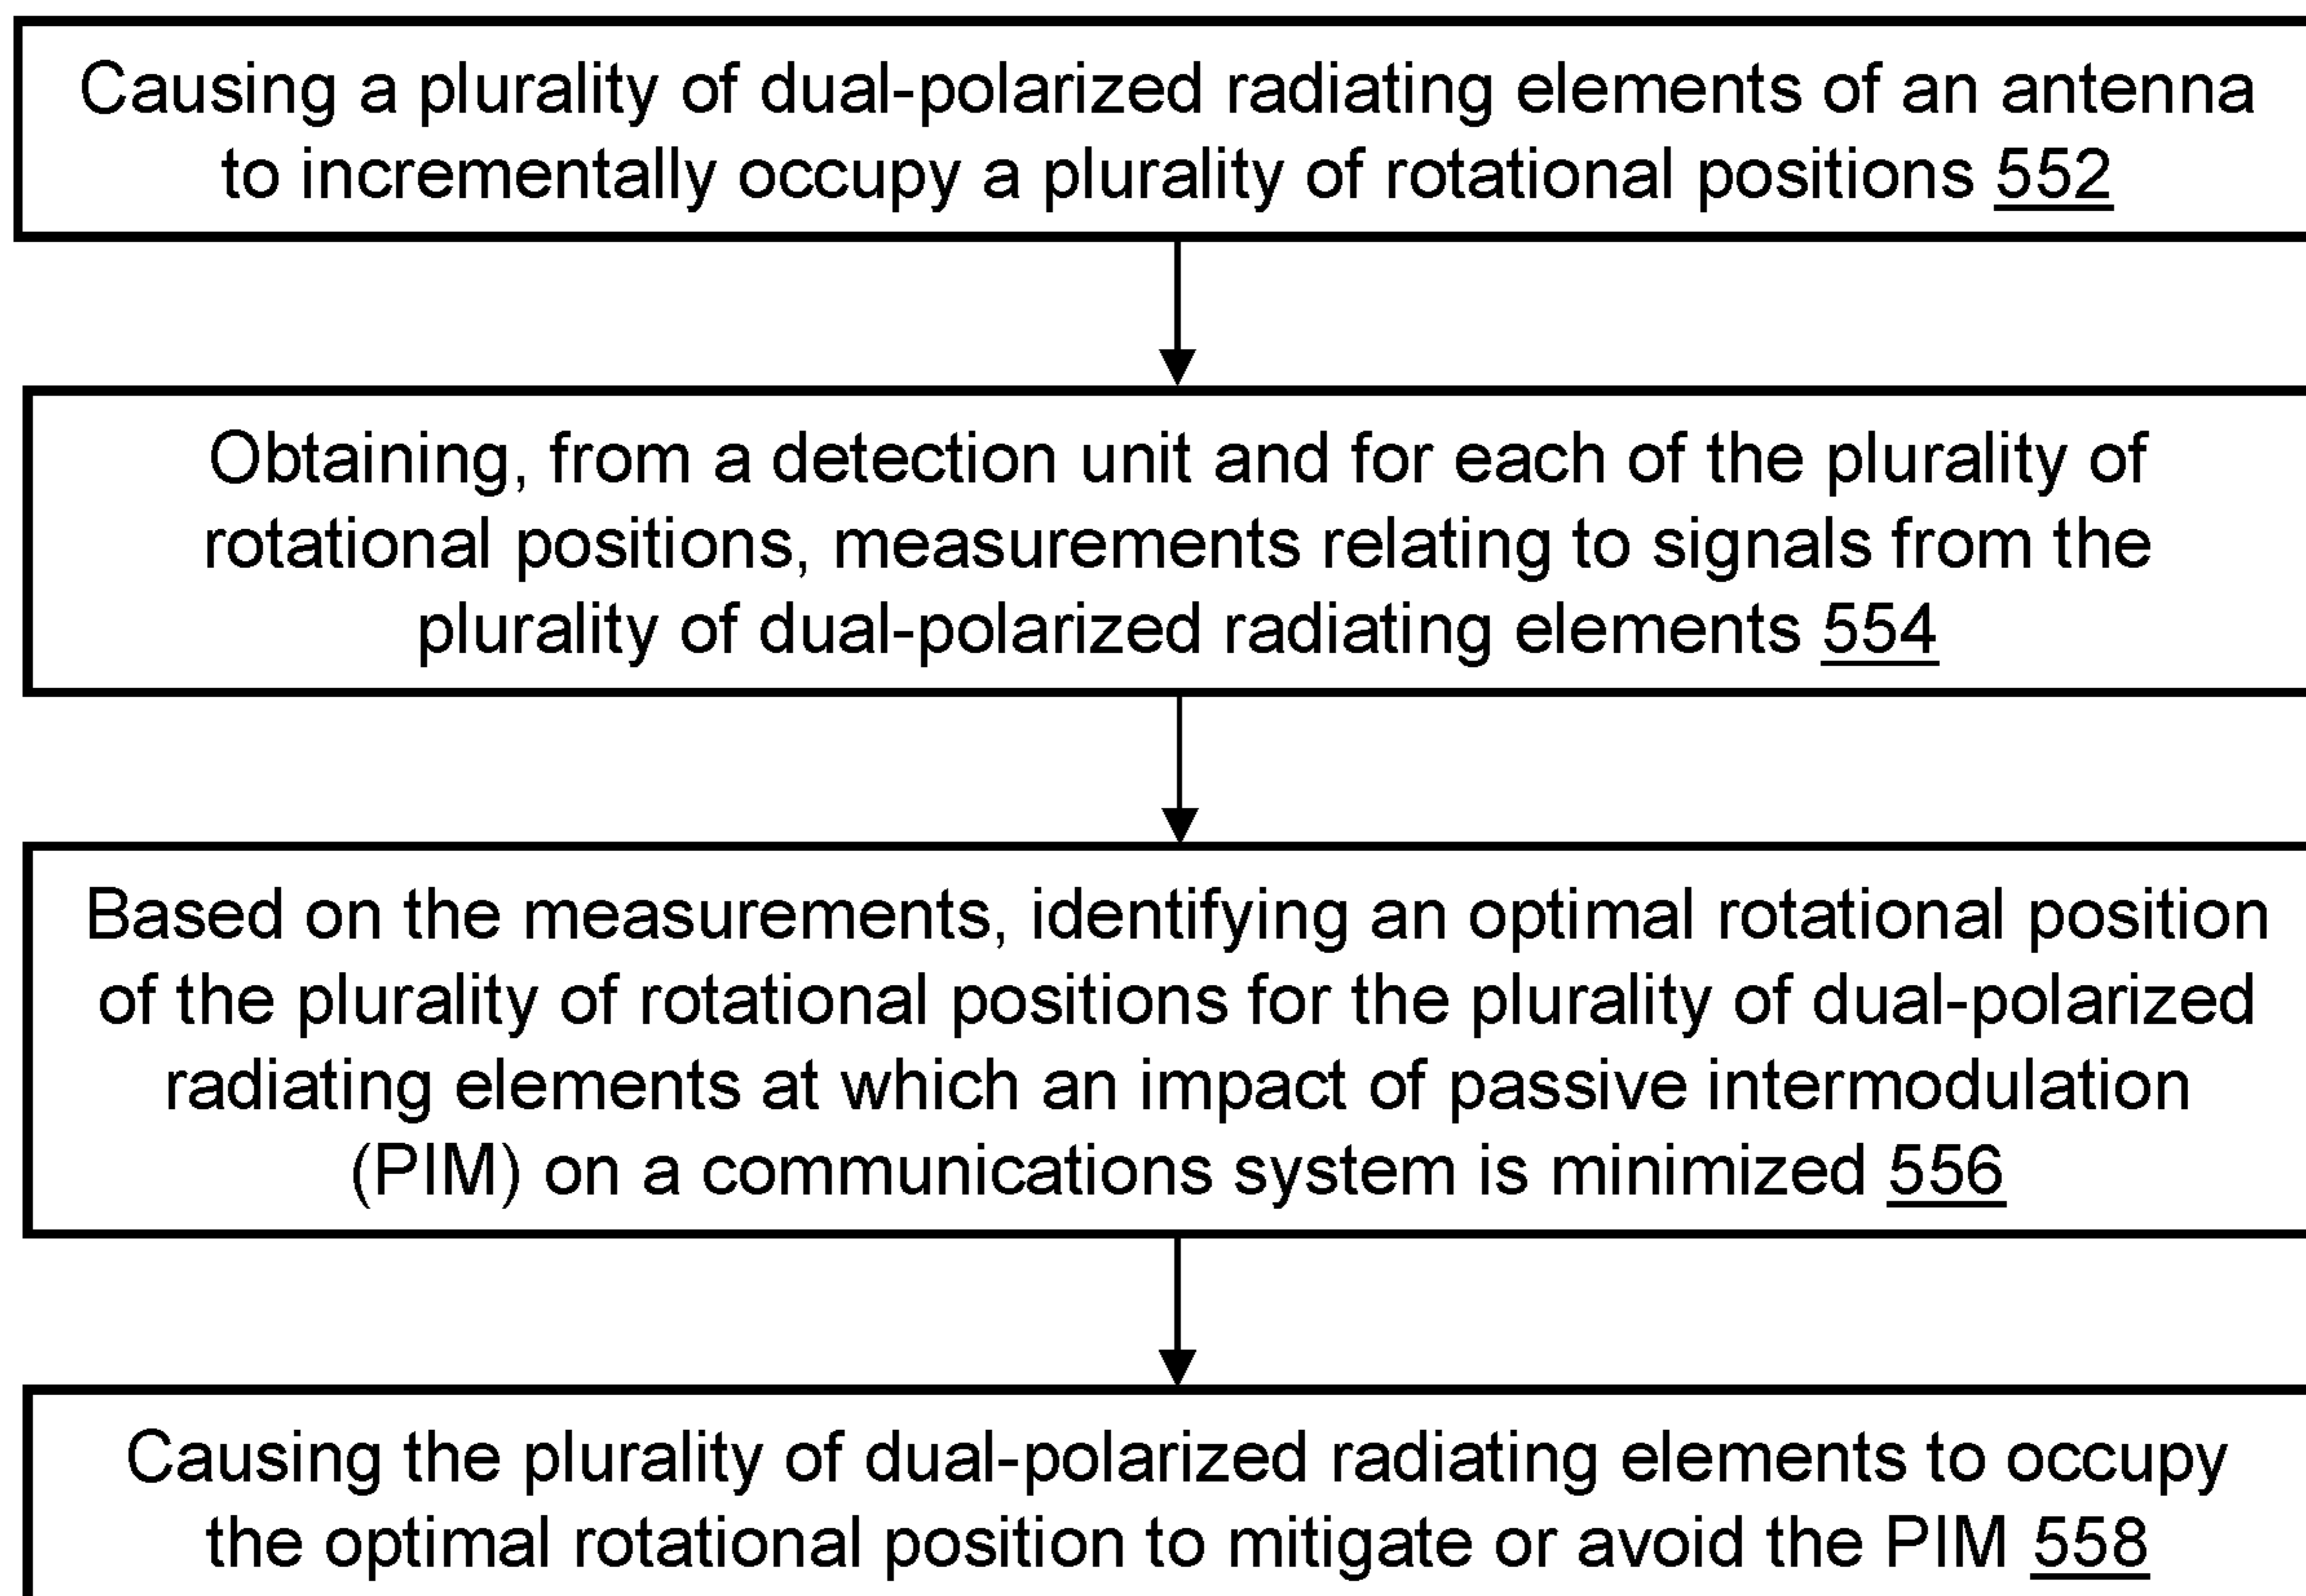 Causing a plurality of dual-polarized radiating elements of an antenna
to incrementally occupy a plurality of rotational positions 552
Obtaining, from a detection unit and for each of the plurality of
rotational positions, measurements relating to signals from the
plurality of dual-polarized radiating elements 554
Based on the measurements, identifying an optimal rotational position
of the plurality of rotational positions for the plurality of dual-polarized
radiating elements at which an impact of passive intermodulation
(PIM) on a communications system is minimized 556
Causing the plurality of dual-polarized radiating elements to occupy
the optimal rotational position to mitigate or avoid the PIM 558